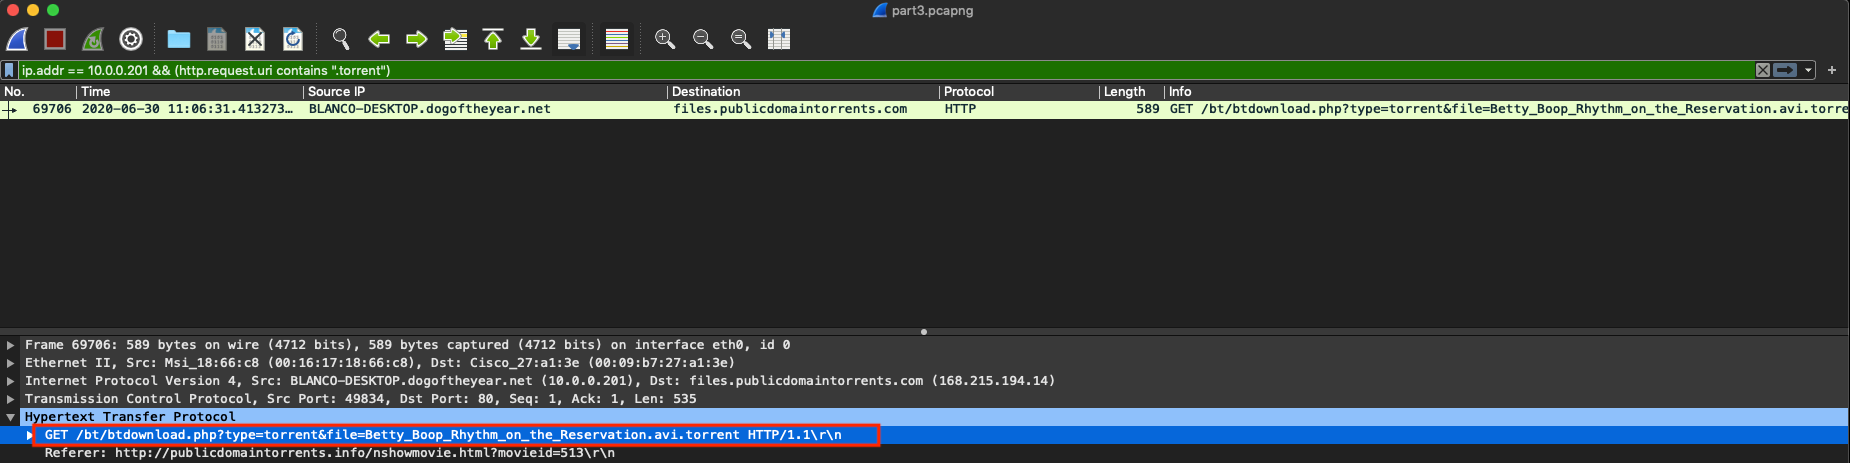 part3.pcapng
ip.addr == 10.0.0.201 && (http.request.uri contains ".torrent")
No. Time Source IP Destination Protocol Length Info
69706 2020-06-30 11:06:31.413273… BLANCO-DESKTOP.dogoftheyear.net files.publicdomaintorrents.com HTTP 589 GET /bt/btdownload.php?type=torrent&file=Betty_Boop_Rhythm_on_the_Reservation.avi.torre
Frame 69706: 589 bytes on wire (4712 bits), 589 bytes captured (4712 bits) on interface eth0, id 0
Ethernet II, Src: Msi_18:66:c8 (00:16:17:18:66:c8), Dst: Cisco_27:a1:3e (00:09:b7:27:a1:3e)
Internet Protocol Version 4, Src: BLANCO-DESKTOP.dogoftheyear.net (10.0.0.201), Dst: files.publicdomaintorrents.com (168.215.194.14)
Transmission Control Protocol, Src Port: 49834, Dst Port: 80, Seq: 1, Ack: 1, Len: 535
Hypertext Transfer Protocol
GET /bt/btdownload.php?type=torrent&file=Betty_Boop_Rhythm_on_the_Reservation.avi.torrent HTTP/1.1\r\n
Referer: http://publicdomaintorrents.info/nshowmovie.html?movieid=513\r\n